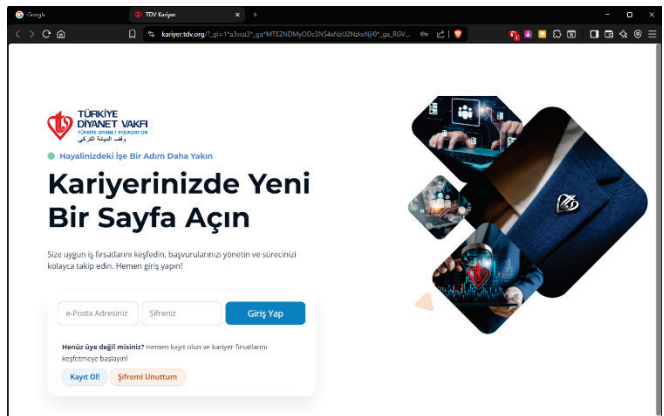 Google
TDV Kariyer
kariyer.tdv.org
TÜRKİYE
DİYANET VAKFI
TÜRKİYE DİYANET FOUNDATION
وقف الديانة التركي
Hayalinizdeki İşe Bir Adım Daha Yakın
Kariyerinizde Yeni
Bir Sayfa Açın
Size uygun iş fırsatlarını keşfedin, başvurularınızı yönetin ve sürecinizi
kolayca takip edin. Hemen giriş yapın!
e-Posta Adresiniz
Şifreniz
Giriş Yap
Henüz üye değil misiniz? Hemen kayıt olun ve kariyer fırsatlarını
keşfetmeye başlayın!
Kayıt Ol!
Şifremi Unuttum